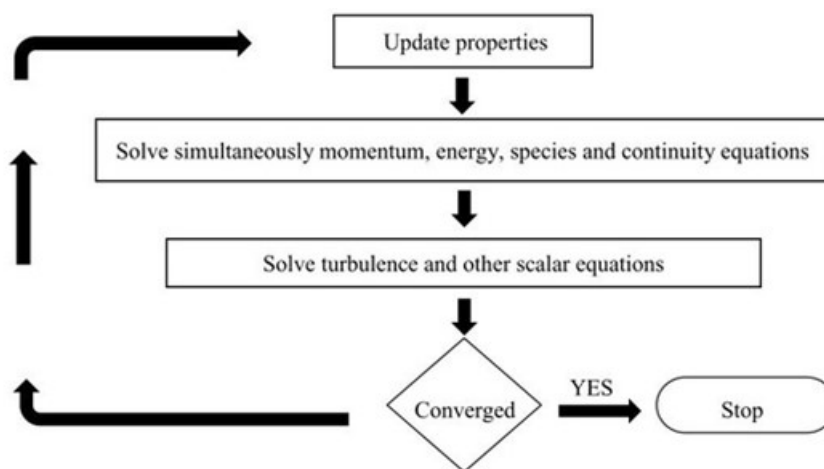 Update properties
Solve simultaneously momentum, energy, species and continuity equations
Solve turbulence and other scalar equations
YES
Converged
Stop